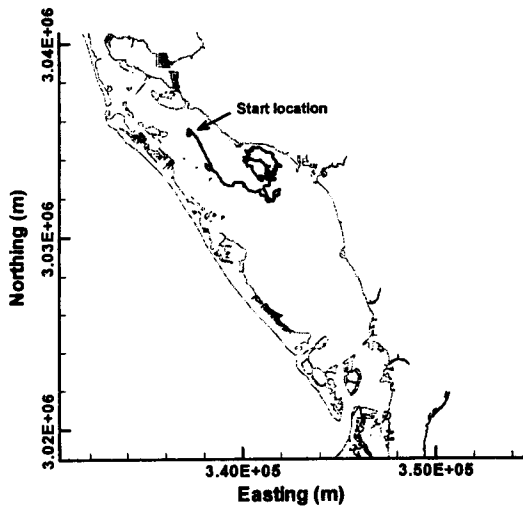 3.04E+06
Start location
3.03E+06
Northing (m)
3.02E+06
3.40E+05
3.50E+05
Easting (m)